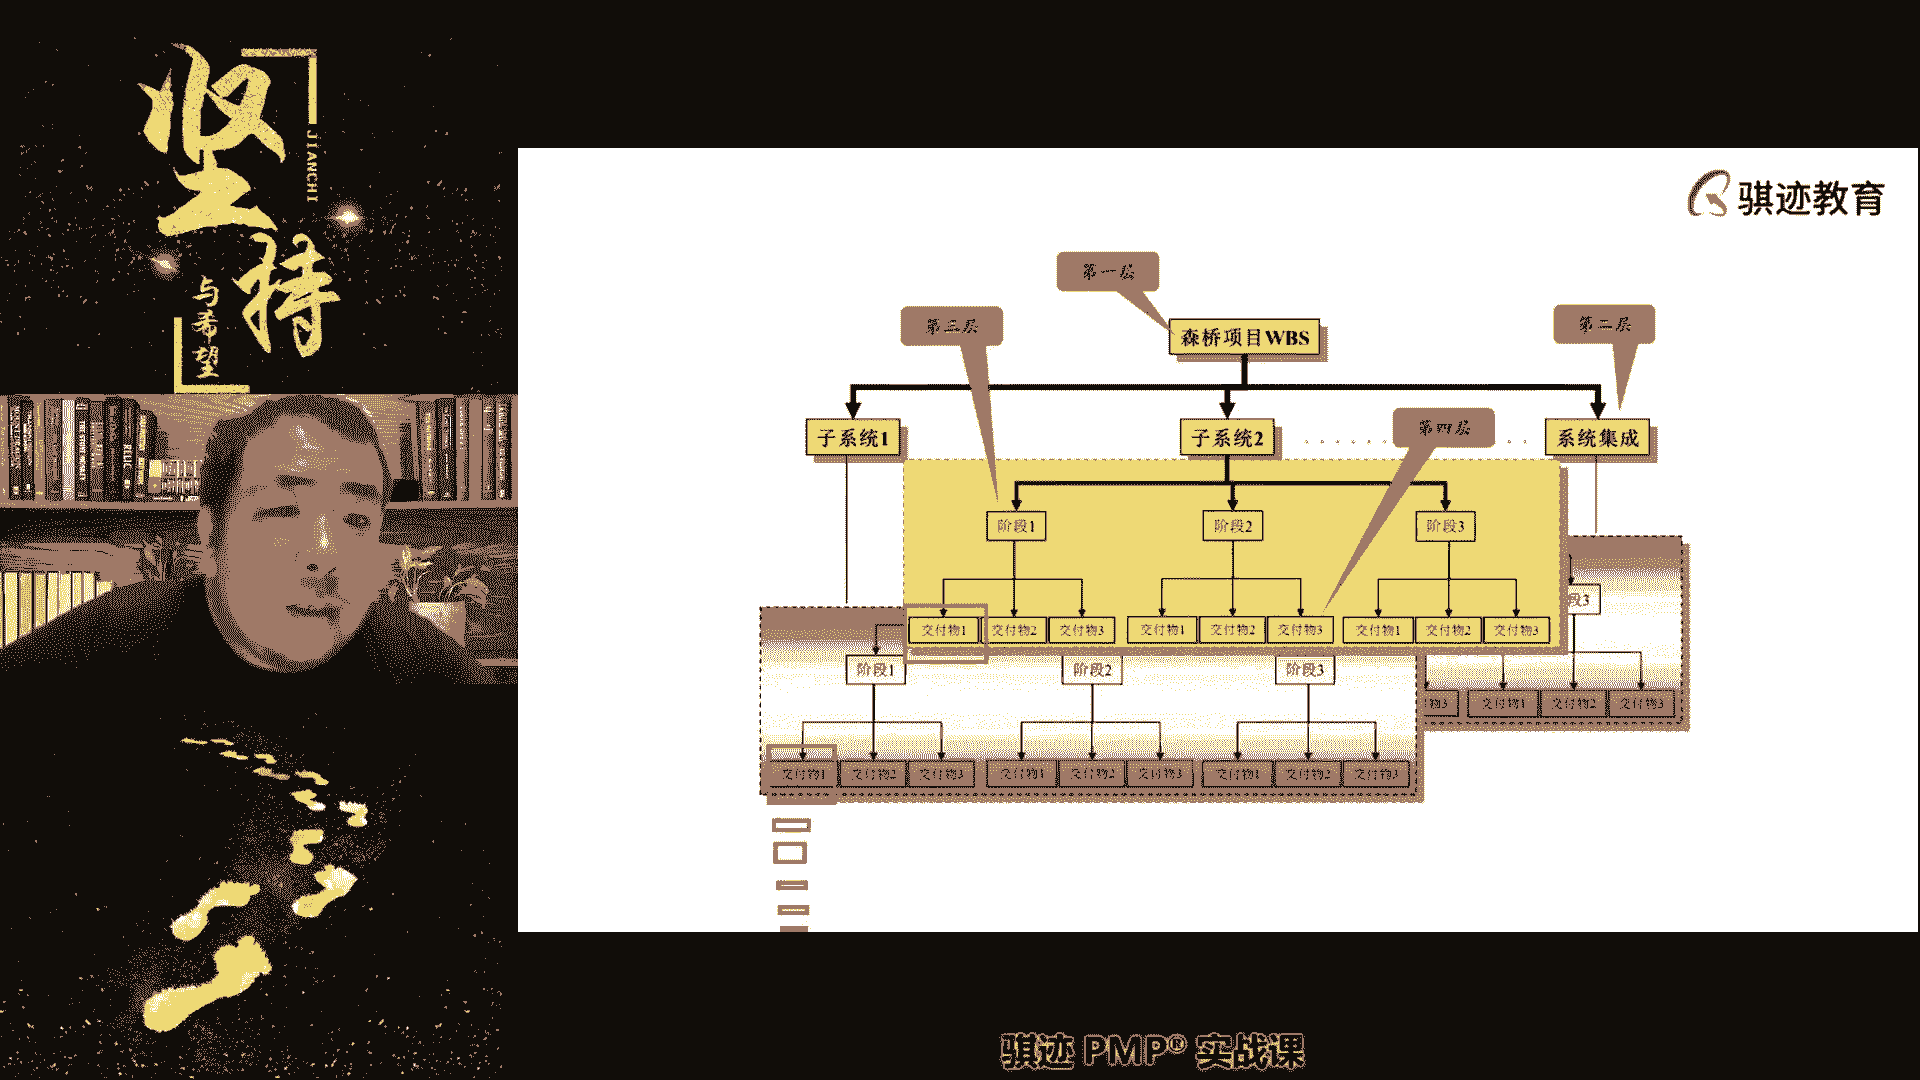 坚持
JIANCHI
与希望
骐迹教育
第一层
第三层
第二层
森桥项目WBS
子系统1
子系统2
第四层
系统集成
阶段1
阶段2
阶段3
段3
交付物1
交付物2
交付物3
交付物1
交付物2
交付物3
交付物1
交付物2
交付物3
阶段1
阶段2
阶段3
物3
交付物1
交付物2
交付物3
交付物1
交付物2
交付物3
交付物1
交付物2
交付物3
交付物1
交付物2
交付物3
骐迹 PMP® 实战课